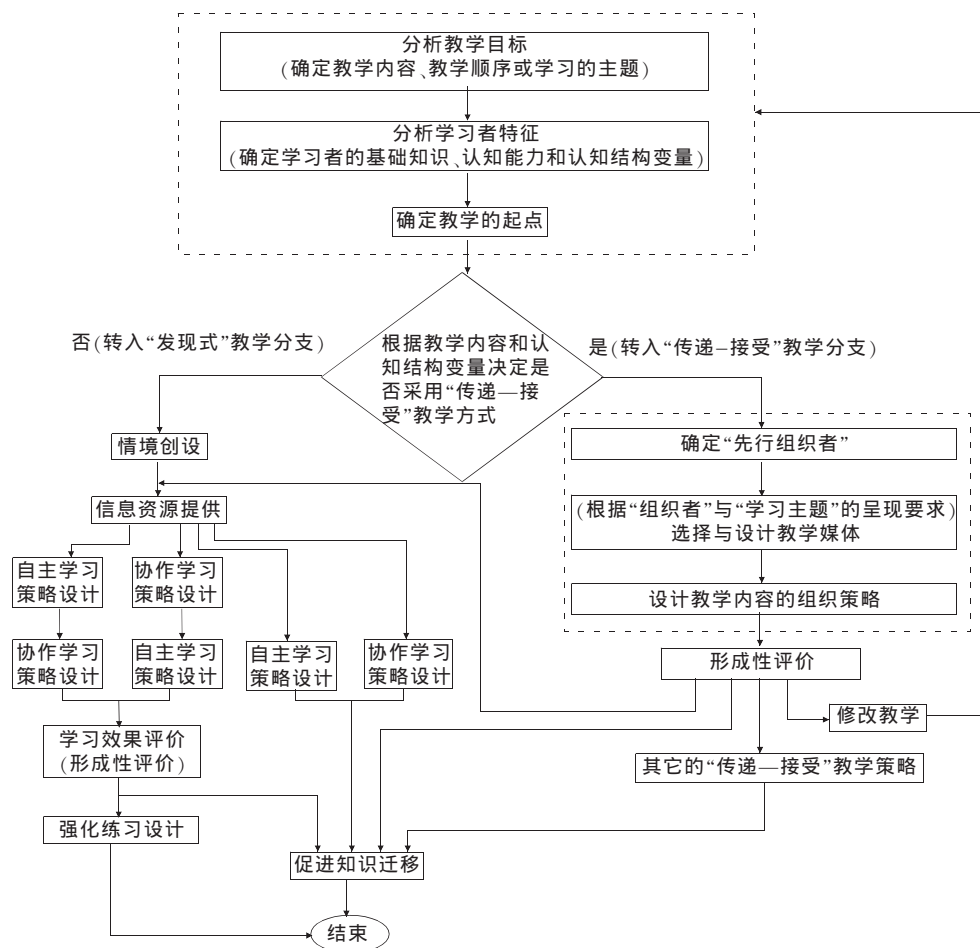 分析教学目标
(确定教学内容、教学顺序或学习的主题)
分析学习者特征
(确定学习者的基础知识、认知能力和认知结构变量)
确定教学的起点
否(转入“发现式”教学分支)
根据教学内容和认
知结构变量决定是
否采用“传递—接
受”教学方式
是(转入“传递–接受”教学分支)
情境创设
信息资源提供
自主学习
策略设计
协作学习
策略设计
协作学习
策略设计
自主学习
策略设计
自主学习
策略设计
协作学习
策略设计
学习效果评价
(形成性评价)
强化练习设计
确定“先行组织者”
(根据“组织者”与“学习主题”的呈现要求)
选择与设计教学媒体
设计教学内容的组织策略
形成性评价
修改教学
其它的“传递—接受”教学策略
促进知识迁移
结束